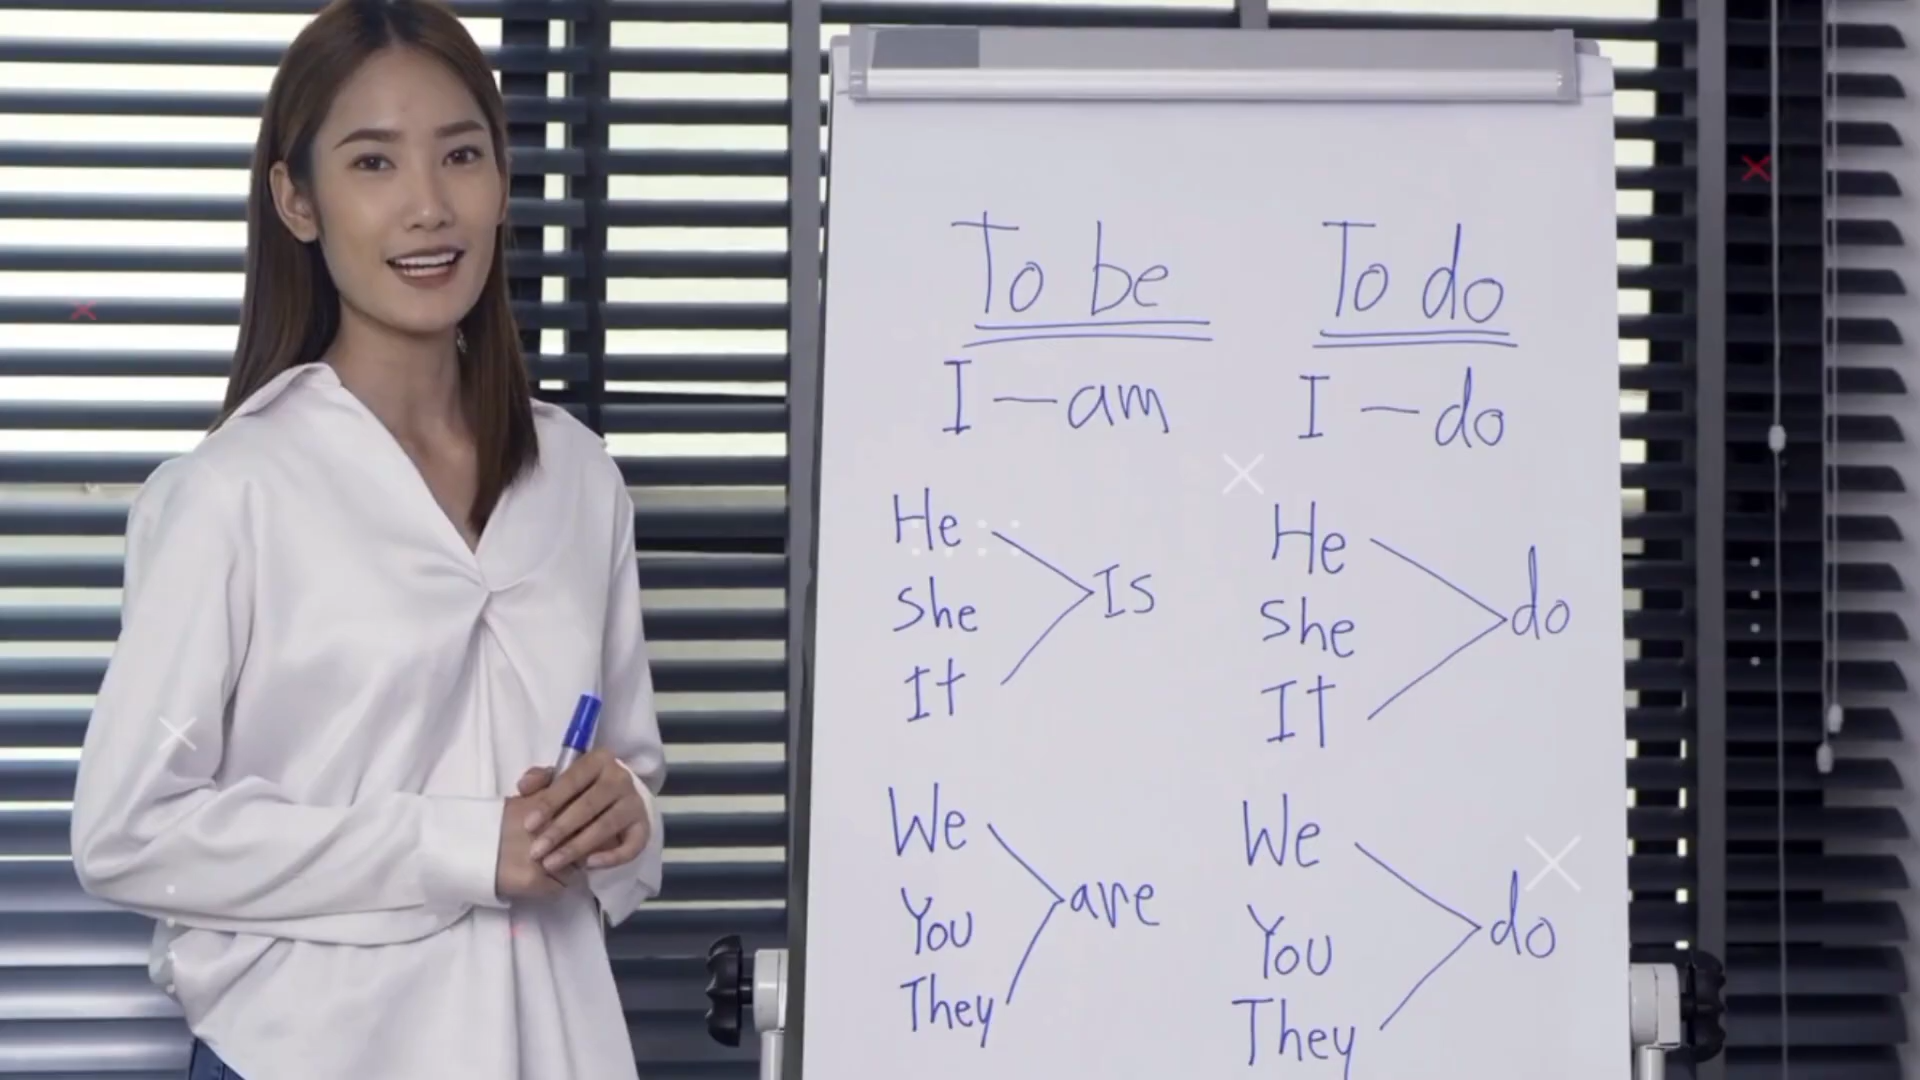 To be
I — am
He
She
It
Is
We
You
They
are
To do
I — do
He
She
It
do
We
You
They
do